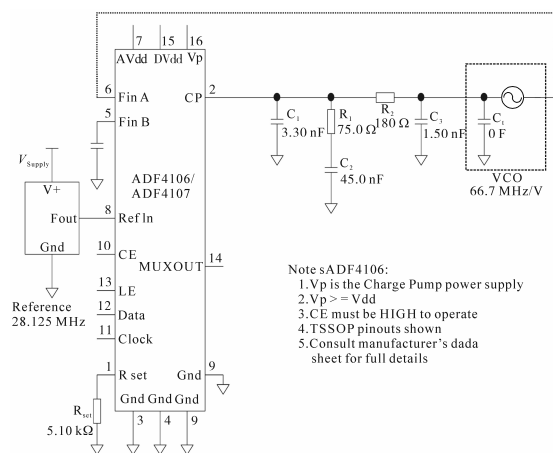 7 15 16
AVdd DVdd Vp
6 Fin A CP 2
5 Fin B
C1
3.30 nF
R1
75.0 Ω
C2
45.0 nF
R2
180 Ω
C3
1.50 nF
C1
0 F
VCO
66.7 MHz/V
ADF4106/
ADF4107
VSupply
V+
Fout
Gnd
8 Ref In
Reference
28.125 MHz
10 CE
MUXOUT 14
13 LE
12 Data
11 Clock
1 R set
Gnd 9
Rset
5.10 kΩ
Gnd Gnd Gnd
3 4 9
Note sADF4106:
1.Vp is the Charge Pump power supply
2.Vp > = Vdd
3.CE must be HIGH to operate
4.TSSOP pinouts shown
5.Consult manufacturer's dada
sheet for full details